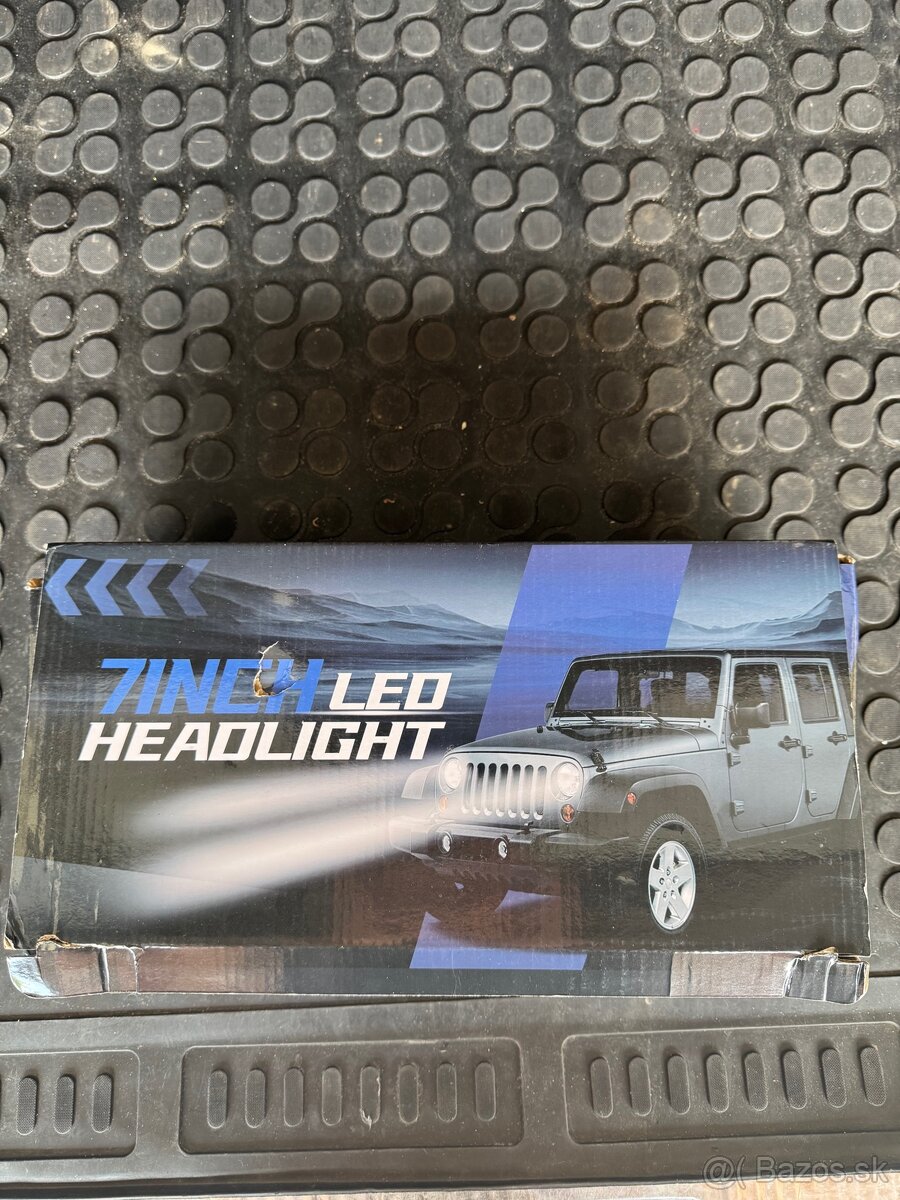 7INCH LED
HEADLIGHT
@( Bazos.sk